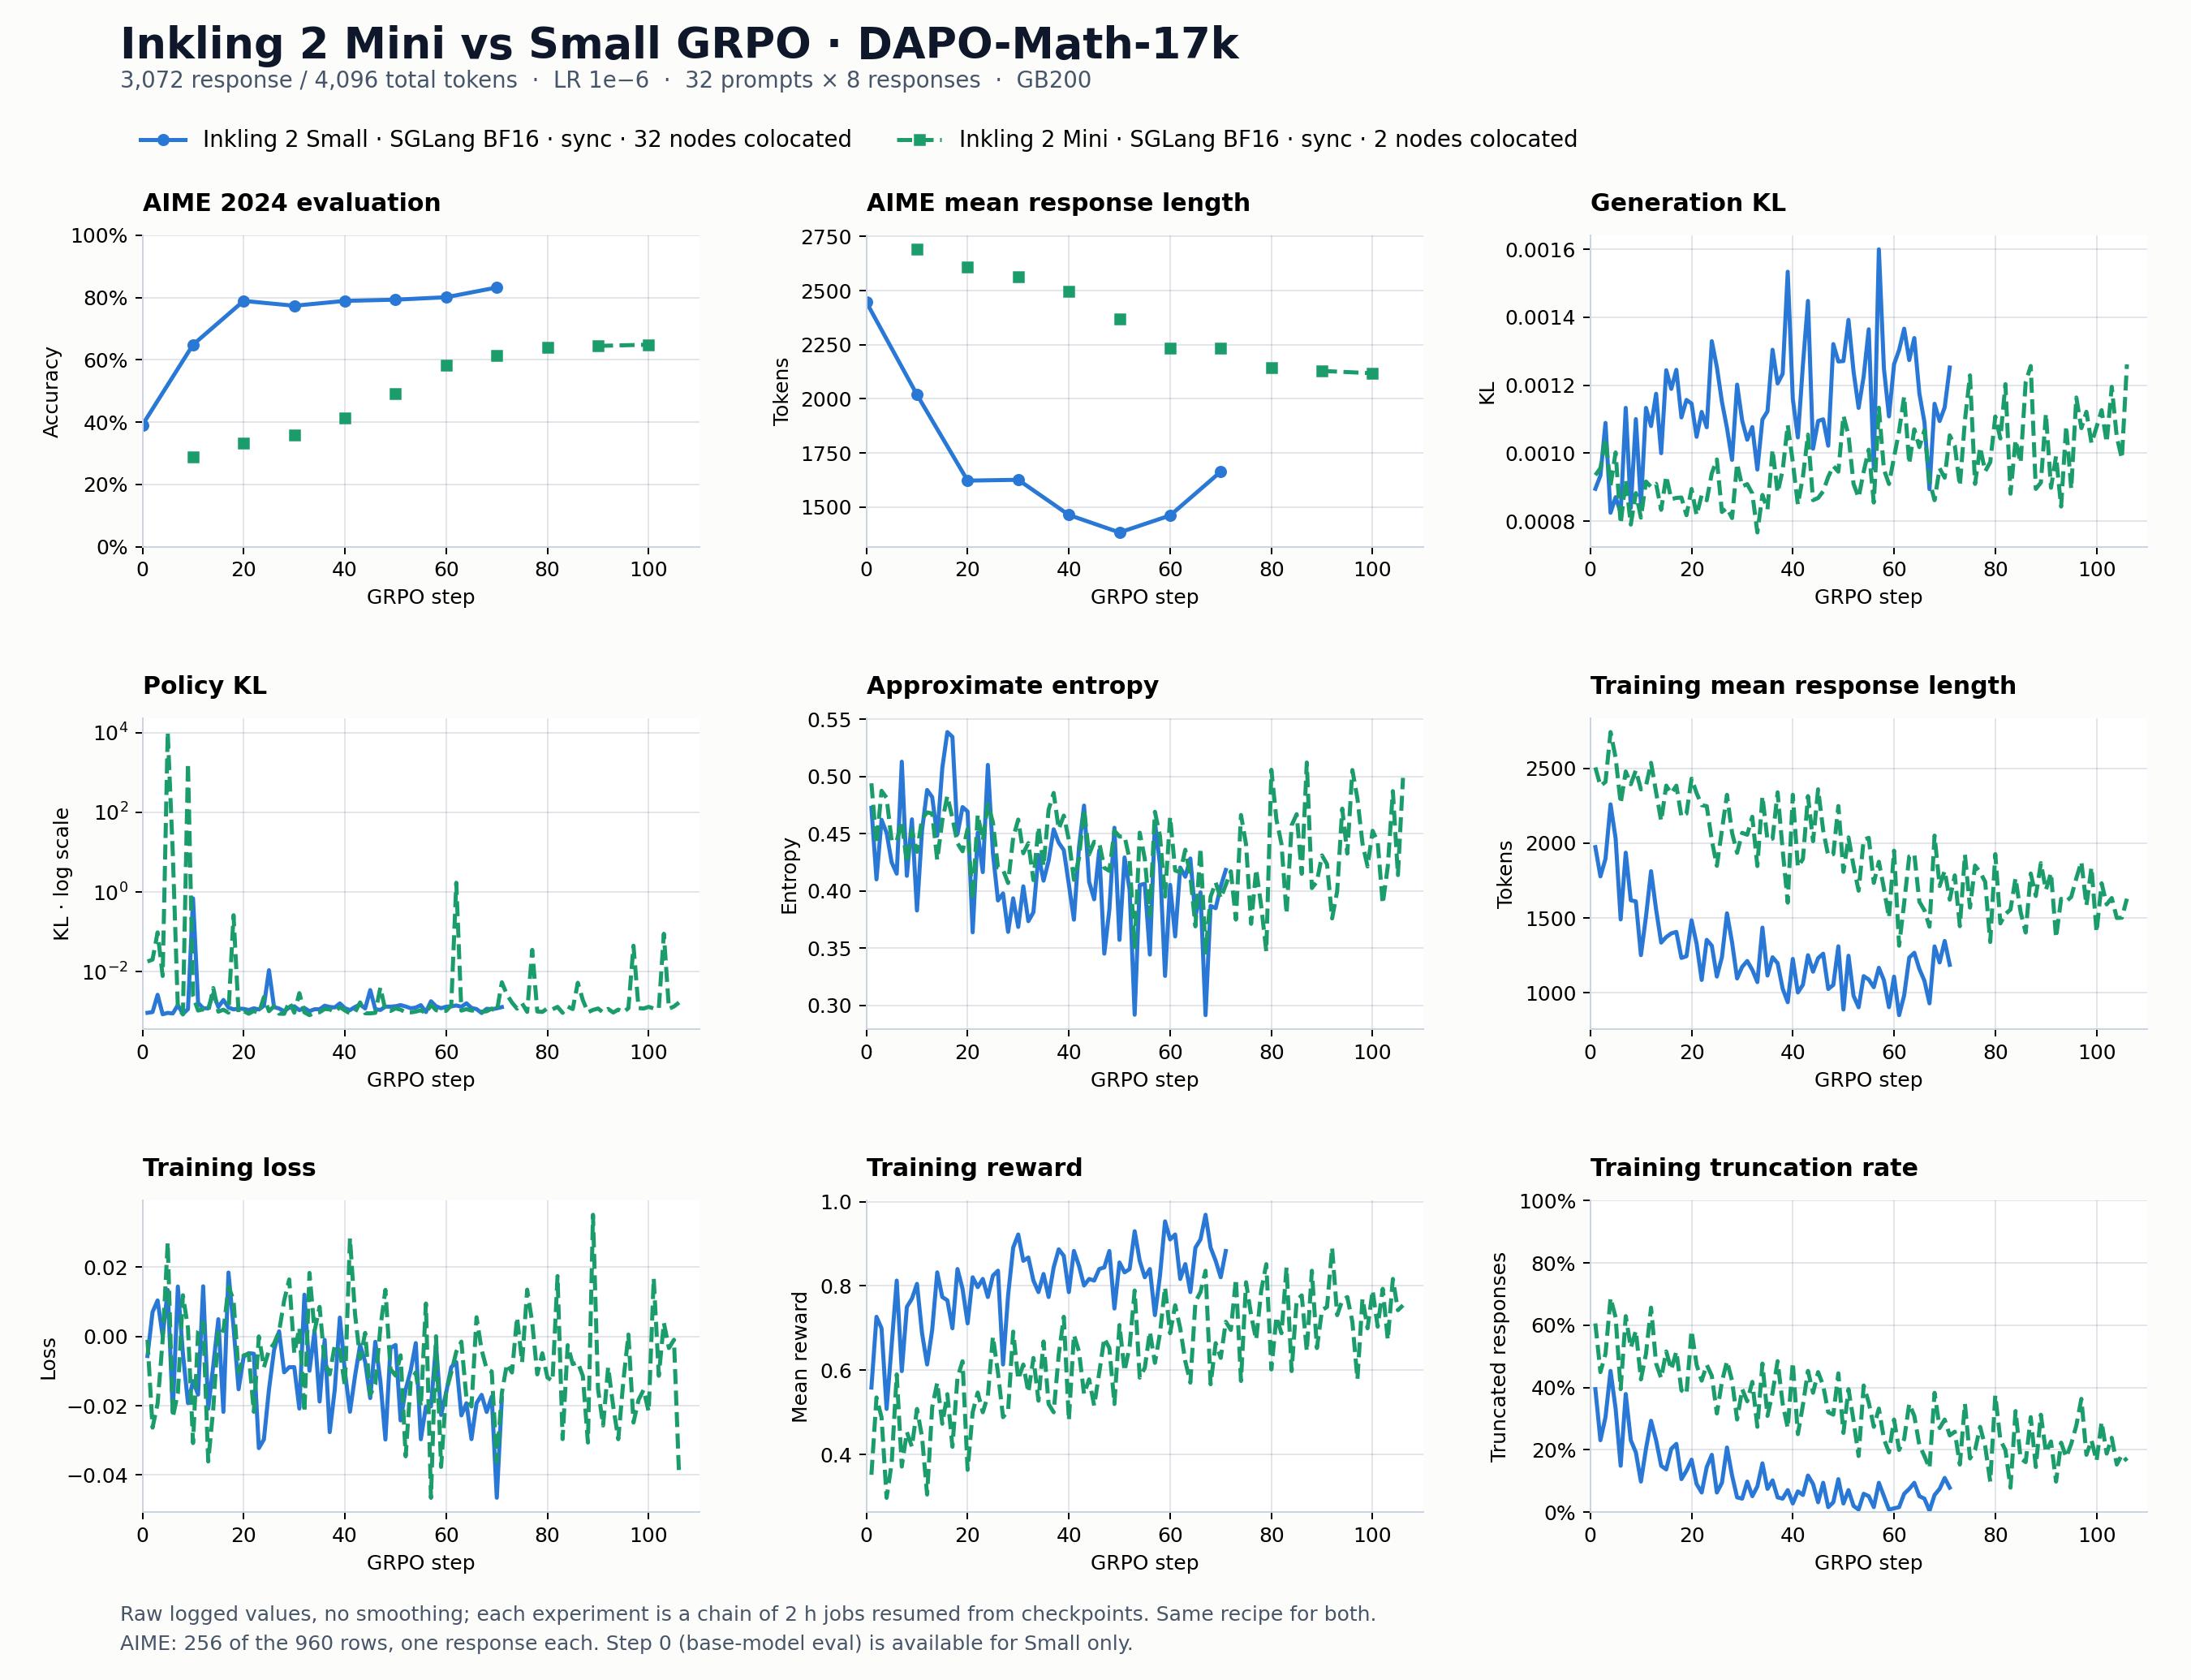 Inkling 2 Mini vs Small GRPO · DAPO-Math-17k
3,072 response / 4,096 total tokens · LR 1e−6 · 32 prompts × 8 responses · GB200
Inkling 2 Small · SGLang BF16 · sync · 32 nodes colocated
Inkling 2 Mini · SGLang BF16 · sync · 2 nodes colocated
AIME 2024 evaluation
Accuracy
100%
80%
60%
40%
20%
0%
0 20 40 60 80 100
GRPO step
AIME mean response length
Tokens
2750
2500
2250
2000
1750
1500
0 20 40 60 80 100
GRPO step
Generation KL
KL
0.0016
0.0014
0.0012
0.0010
0.0008
0 20 40 60 80 100
GRPO step
Policy KL
KL · log scale
10⁴
10²
10⁰
10⁻²
0 20 40 60 80 100
GRPO step
Approximate entropy
Entropy
0.55
0.50
0.45
0.40
0.35
0.30
0 20 40 60 80 100
GRPO step
Training mean response length
Tokens
2500
2000
1500
1000
0 20 40 60 80 100
GRPO step
Training loss
Loss
0.02
0.00
−0.02
−0.04
0 20 40 60 80 100
GRPO step
Training reward
Mean reward
1.0
0.8
0.6
0.4
0 20 40 60 80 100
GRPO step
Training truncation rate
Truncated responses
100%
80%
60%
40%
20%
0%
0 20 40 60 80 100
GRPO step
Raw logged values, no smoothing; each experiment is a chain of 2 h jobs resumed from checkpoints. Same recipe for both.
AIME: 256 of the 960 rows, one response each. Step 0 (base-model eval) is available for Small only.